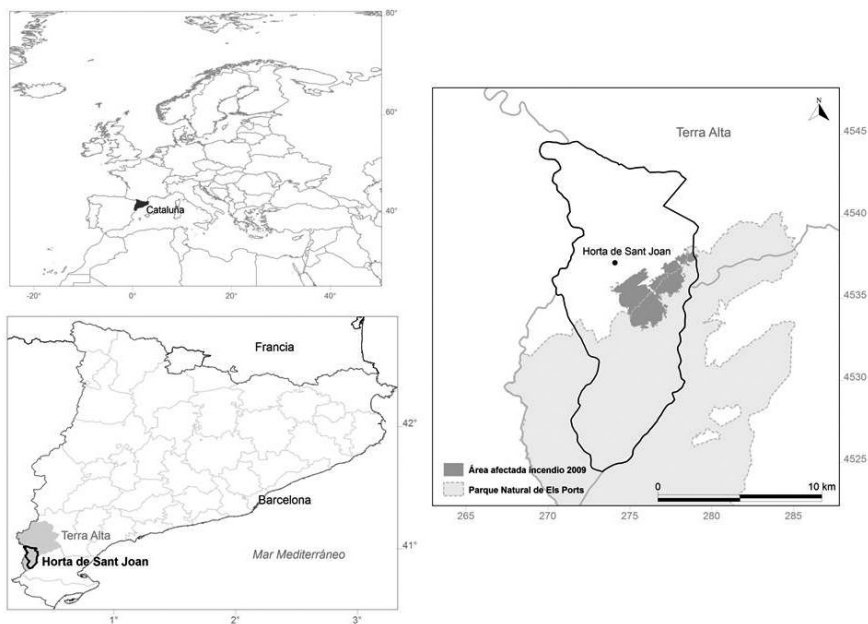 80°
60°
40°
Cataluña
-20°
0°
20°
40°
Francia
42°
Barcelona
Terra Alta
41°
Mar Mediterráneo
Horta de Sant Joan
1°
2°
3°
N
Terra Alta
4545
4540
Horta de Sant Joan
4535
4530
4525
Área afectada incendio 2009
Parque Natural de Els Ports
0
10 km
265
270
275
280
285